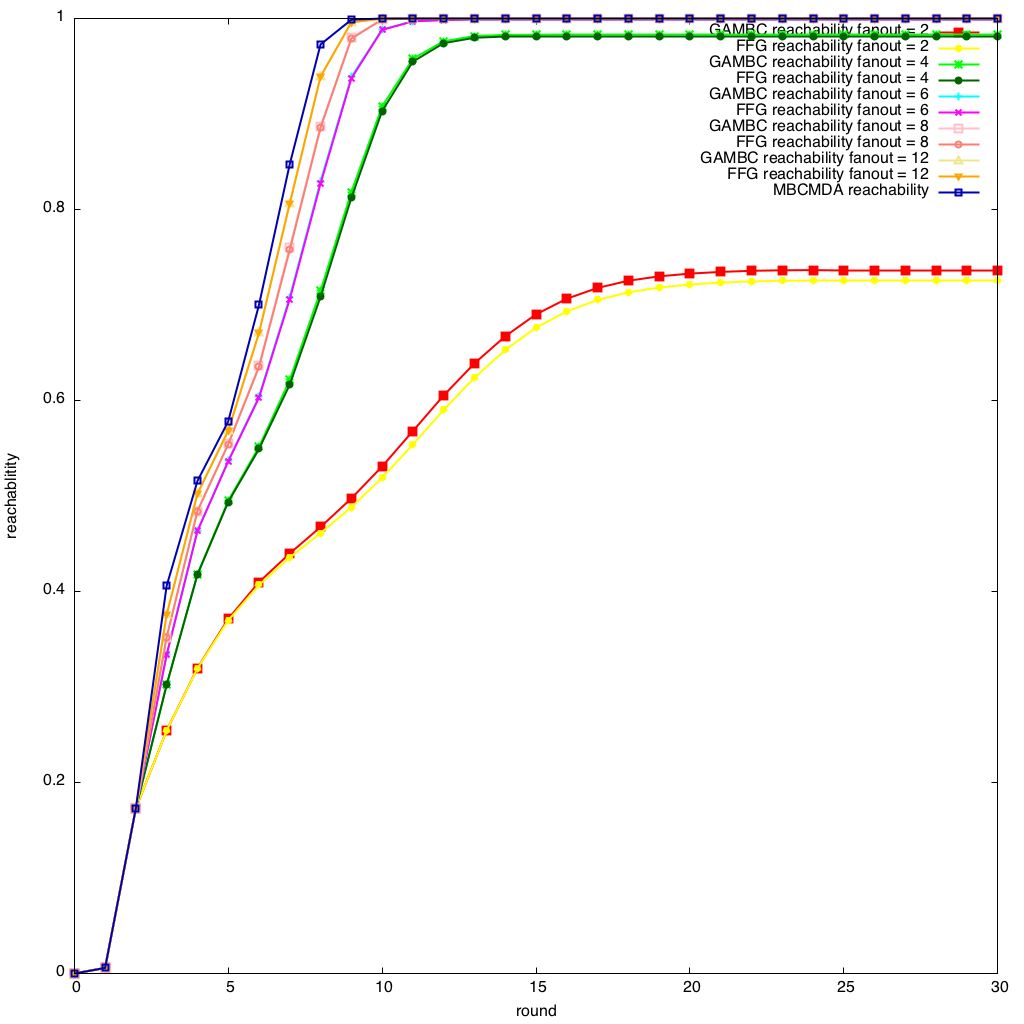 1
0.8
0.6
0.4
0.2
0
0
5
10
15
20
25
30
reachablitity
round
GAMBC reachability fanout = 2
FFG reachability fanout = 2
GAMBC reachability fanout = 4
FFG reachability fanout = 4
GAMBC reachability fanout = 6
FFG reachability fanout = 6
GAMBC reachability fanout = 8
FFG reachability fanout = 8
GAMBC reachability fanout = 12
FFG reachability fanout = 12
MBCMDA reachability